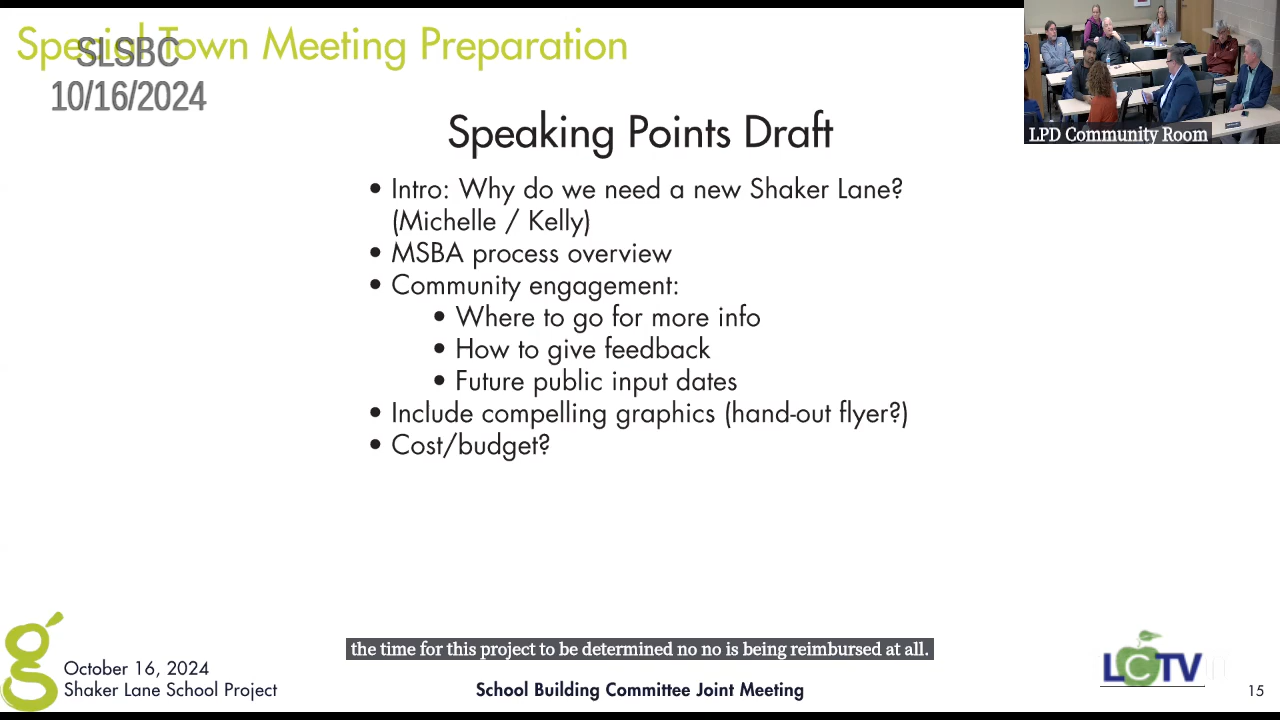 Special Town Meeting Preparation
SLSBC
10/16/2024
LPD Community Room
Speaking Points Draft
• Intro: Why do we need a new Shaker Lane?
(Michelle / Kelly)
• MSBA process overview
• Community engagement:
• Where to go for more info
• How to give feedback
• Future public input dates
• Include compelling graphics (hand-out flyer?)
• Cost/budget?
the time for this project to be determined no no is being reimbursed at all.
g
October 16, 2024
Shaker Lane School Project
School Building Committee Joint Meeting
LCTV
15